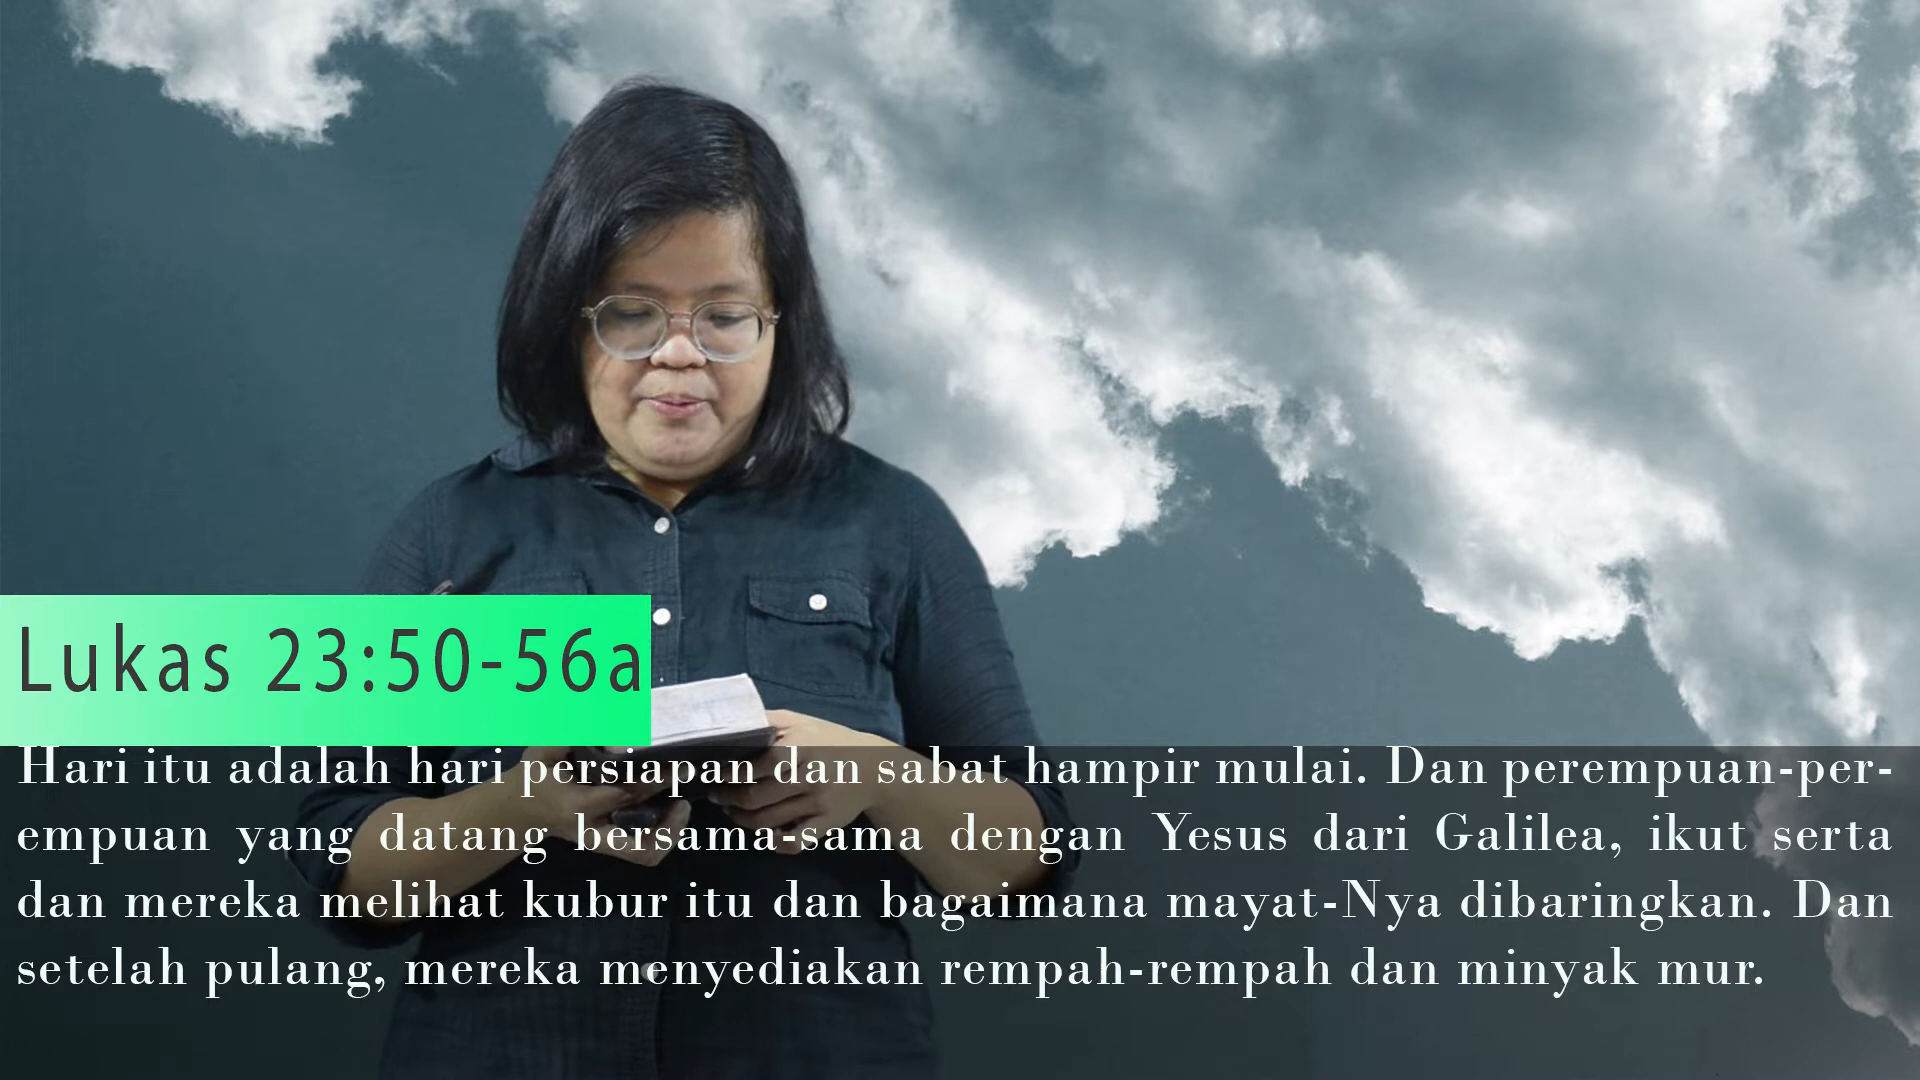 Lukas 23:50-56a
Hari itu adalah hari persiapan dan sabat hampir mulai. Dan perempuan-per-
empuan yang datang bersama-sama dengan Yesus dari Galilea, ikut serta
dan mereka melihat kubur itu dan bagaimana mayat-Nya dibaringkan. Dan
setelah pulang, mereka menyediakan rempah-rempah dan minyak mur.